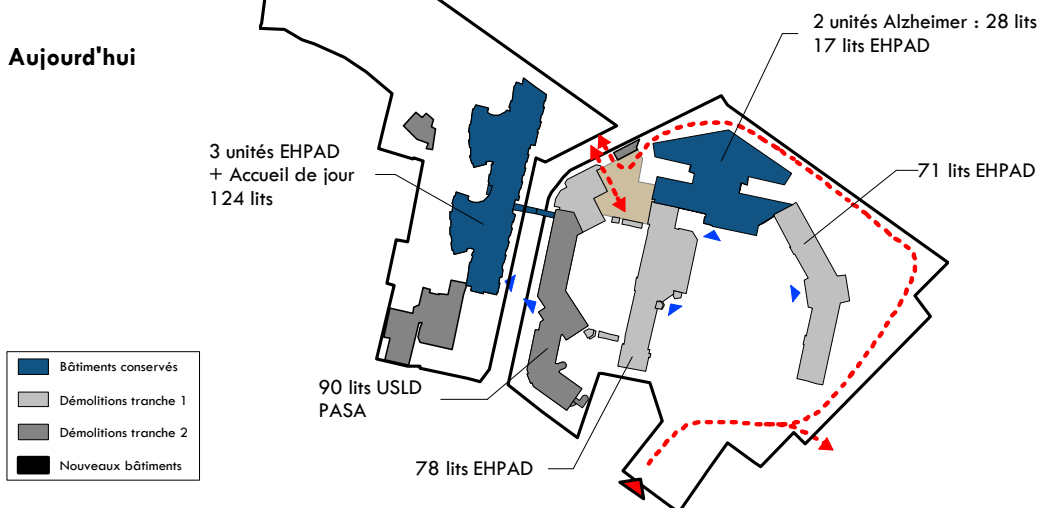 Aujourd'hui
2 unités Alzheimer : 28 lits
17 lits EHPAD
3 unités EHPAD
+ Accueil de jour
124 lits
71 lits EHPAD
90 lits USLD
PASA
78 lits EHPAD
Bâtiments conservés
Démolitions tranche 1
Démolitions tranche 2
Nouveaux bâtiments